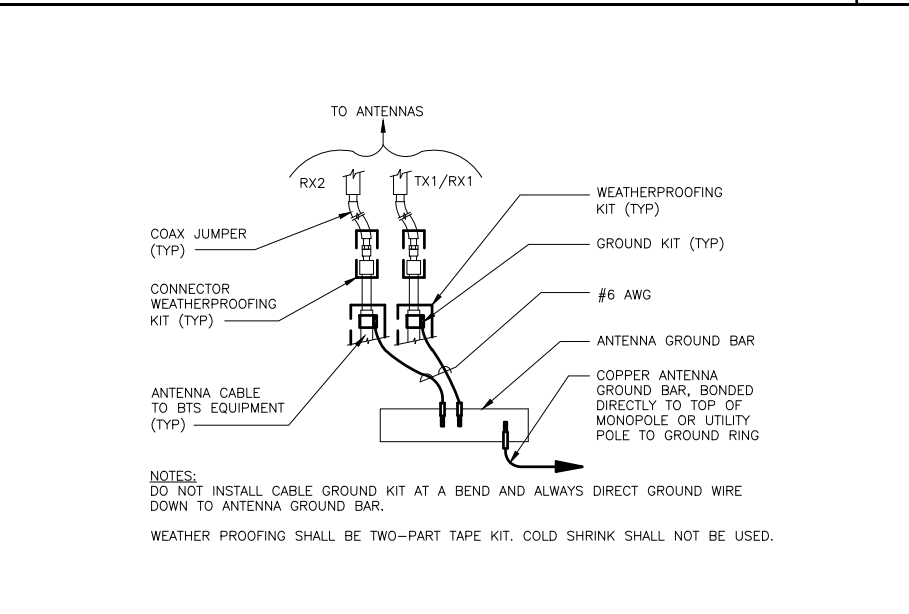 TO ANTENNAS
RX2
TX1/RX1
COAX JUMPER
(TYP)
CONNECTOR
WEATHERPROOFING
KIT (TYP)
ANTENNA CABLE
TO BTS EQUIPMENT
(TYP)
WEATHERPROOFING
KIT (TYP)
GROUND KIT (TYP)
#6 AWG
ANTENNA GROUND BAR
COPPER ANTENNA
GROUND BAR, BONDED
DIRECTLY TO TOP OF
MONOPOLE OR UTILITY
POLE TO GROUND RING
NOTES:
DO NOT INSTALL CABLE GROUND KIT AT A BEND AND ALWAYS DIRECT GROUND WIRE
DOWN TO ANTENNA GROUND BAR.
WEATHER PROOFING SHALL BE TWO-PART TAPE KIT. COLD SHRINK SHALL NOT BE USED.